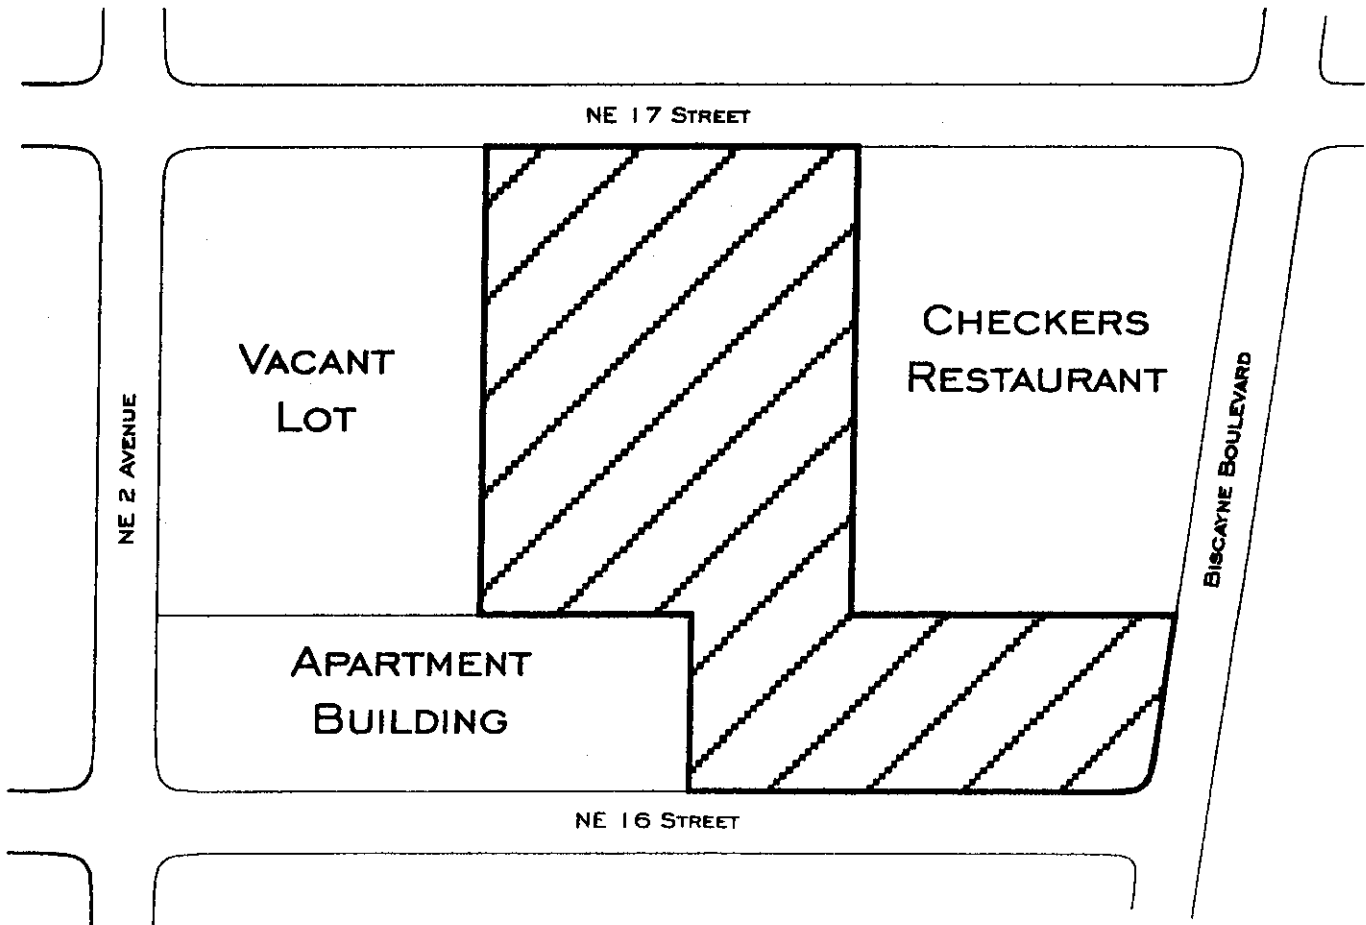 NE 17 STREET
CHECKERS
RESTAURANT
VACANT
LOT
BISCAYNE BOULEVARD
NE 2 AVENUE
APARTMENT
BUILDING
NE 16 STREET